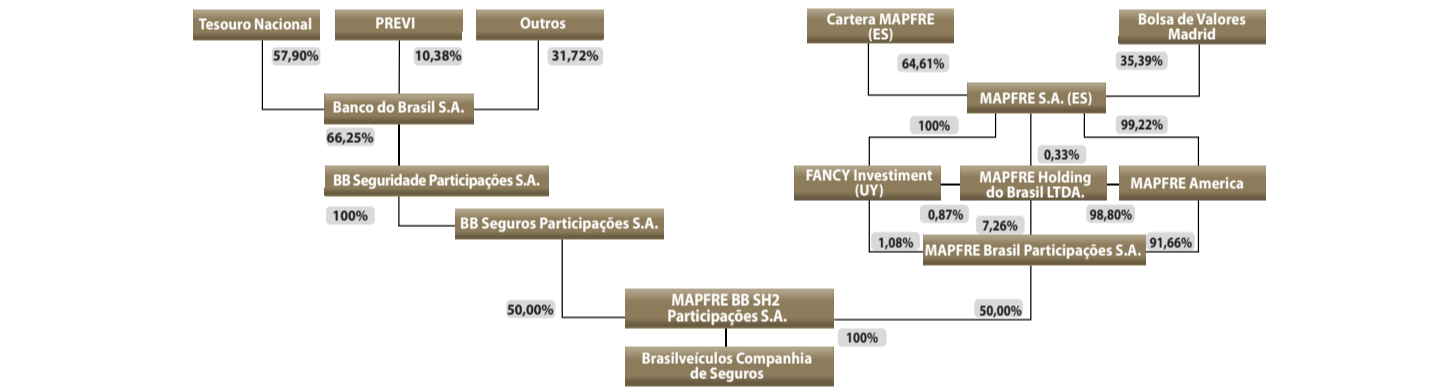 Tesouro Nacional
PREVI
Outros
Cartera MAPFRE
(ES)
Bolsa de Valores
Madrid
57,90%
10,38%
31,72%
64,61%
35,39%
Banco do Brasil S.A.
MAPFRE S.A. (ES)
66,25%
100%
99,22%
0,33%
BB Seguridade Participações S.A.
FANCY Investiment
(UY)
MAPFRE Holding
do Brasil LTDA.
MAPFRE America
100%
0,87%
98,80%
BB Seguros Participações S.A.
7,26%
1,08%
91,66%
MAPFRE Brasil Participações S.A.
50,00%
MAPFRE BB SH2
Participações S.A.
50,00%
100%
Brasilveículos Companhia
de Seguros